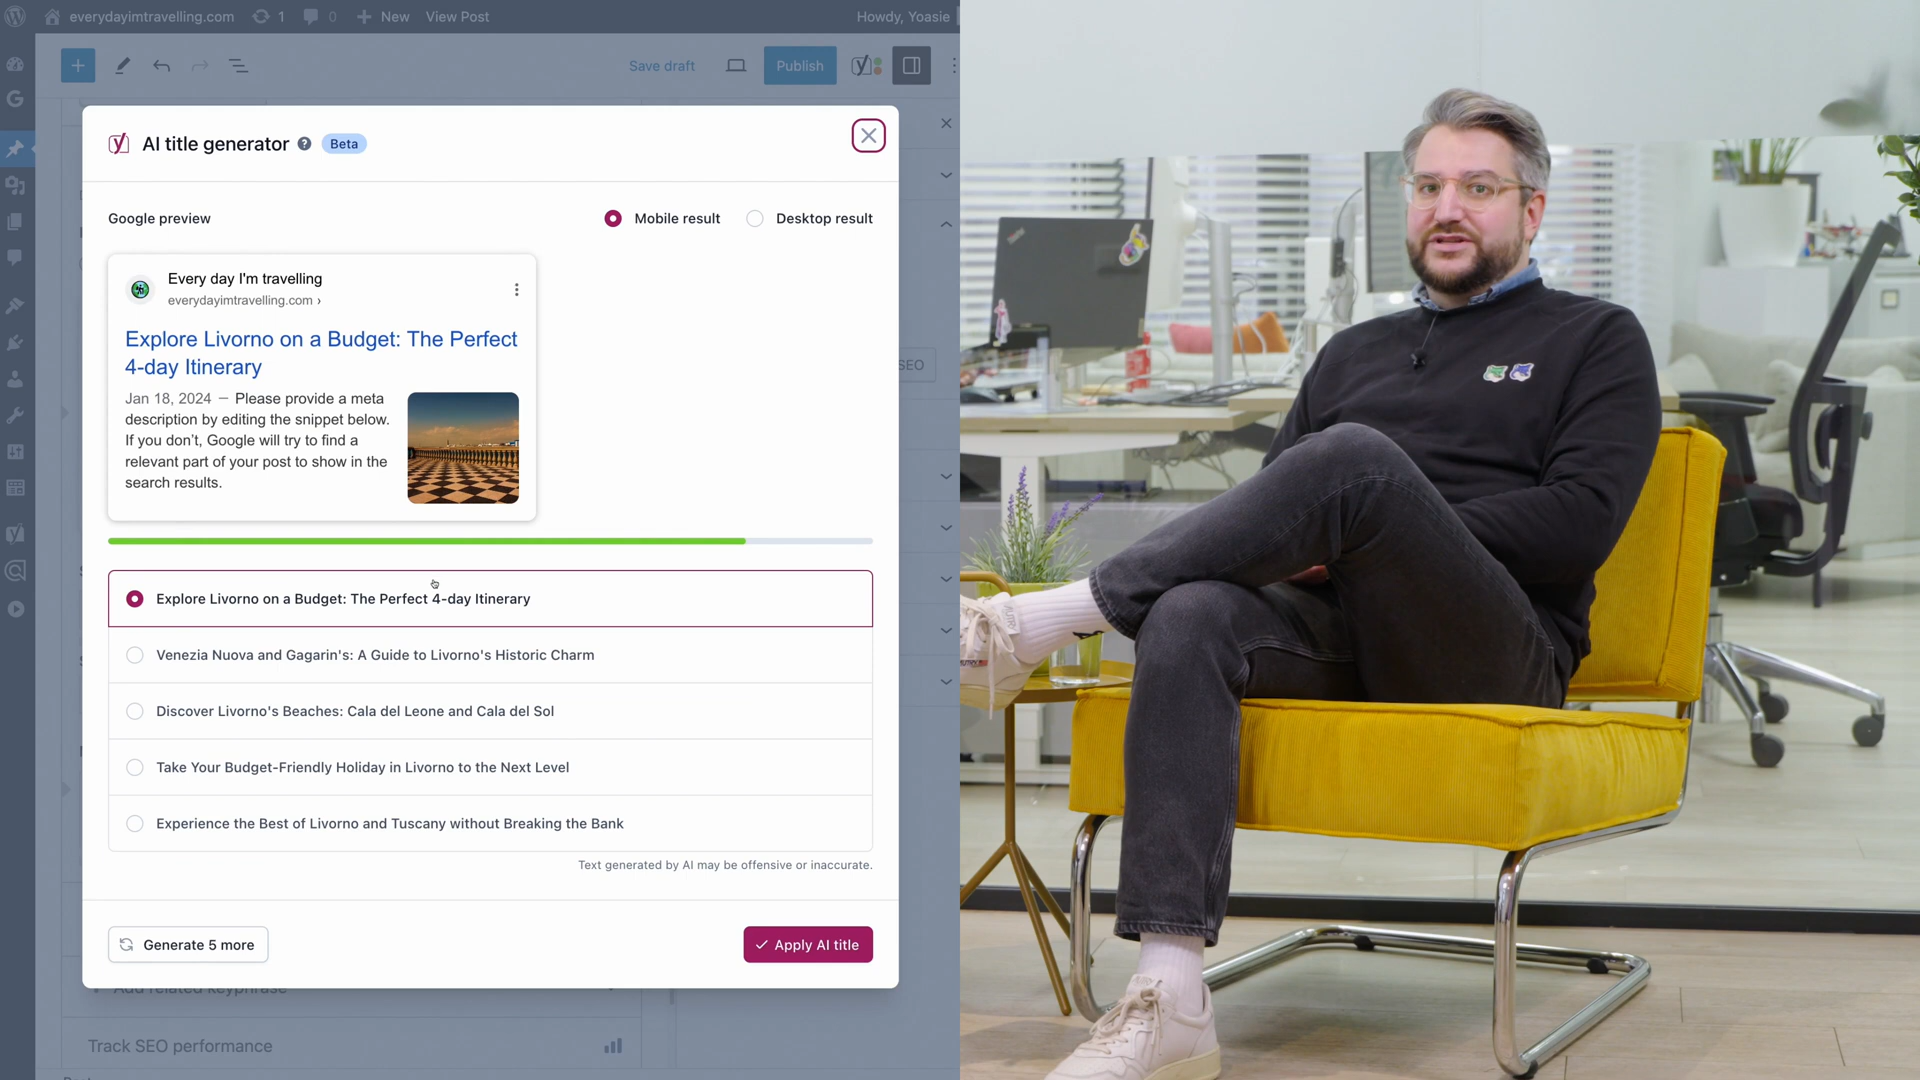 everydayimtravelling.com
1
0
New
View Post
Howdy, Yoasie
Save draft
Publish
AI title generator
Beta
Google preview
Mobile result
Desktop result
Every day I'm travelling
everydayimtravelling.com ›
Explore Livorno on a Budget: The Perfect
4-day Itinerary
Jan 18, 2024 － Please provide a meta
description by editing the snippet below.
If you don't, Google will try to find a
relevant part of your post to show in the
search results.
SEO
Explore Livorno on a Budget: The Perfect 4-day Itinerary
Venezia Nuova and Gagarin's: A Guide to Livorno's Historic Charm
Discover Livorno's Beaches: Cala del Leone and Cala del Sol
Take Your Budget-Friendly Holiday in Livorno to the Next Level
Experience the Best of Livorno and Tuscany without Breaking the Bank
Text generated by AI may be offensive or inaccurate.
Generate 5 more
Apply AI title
Add related keyphrase
Track SEO performance